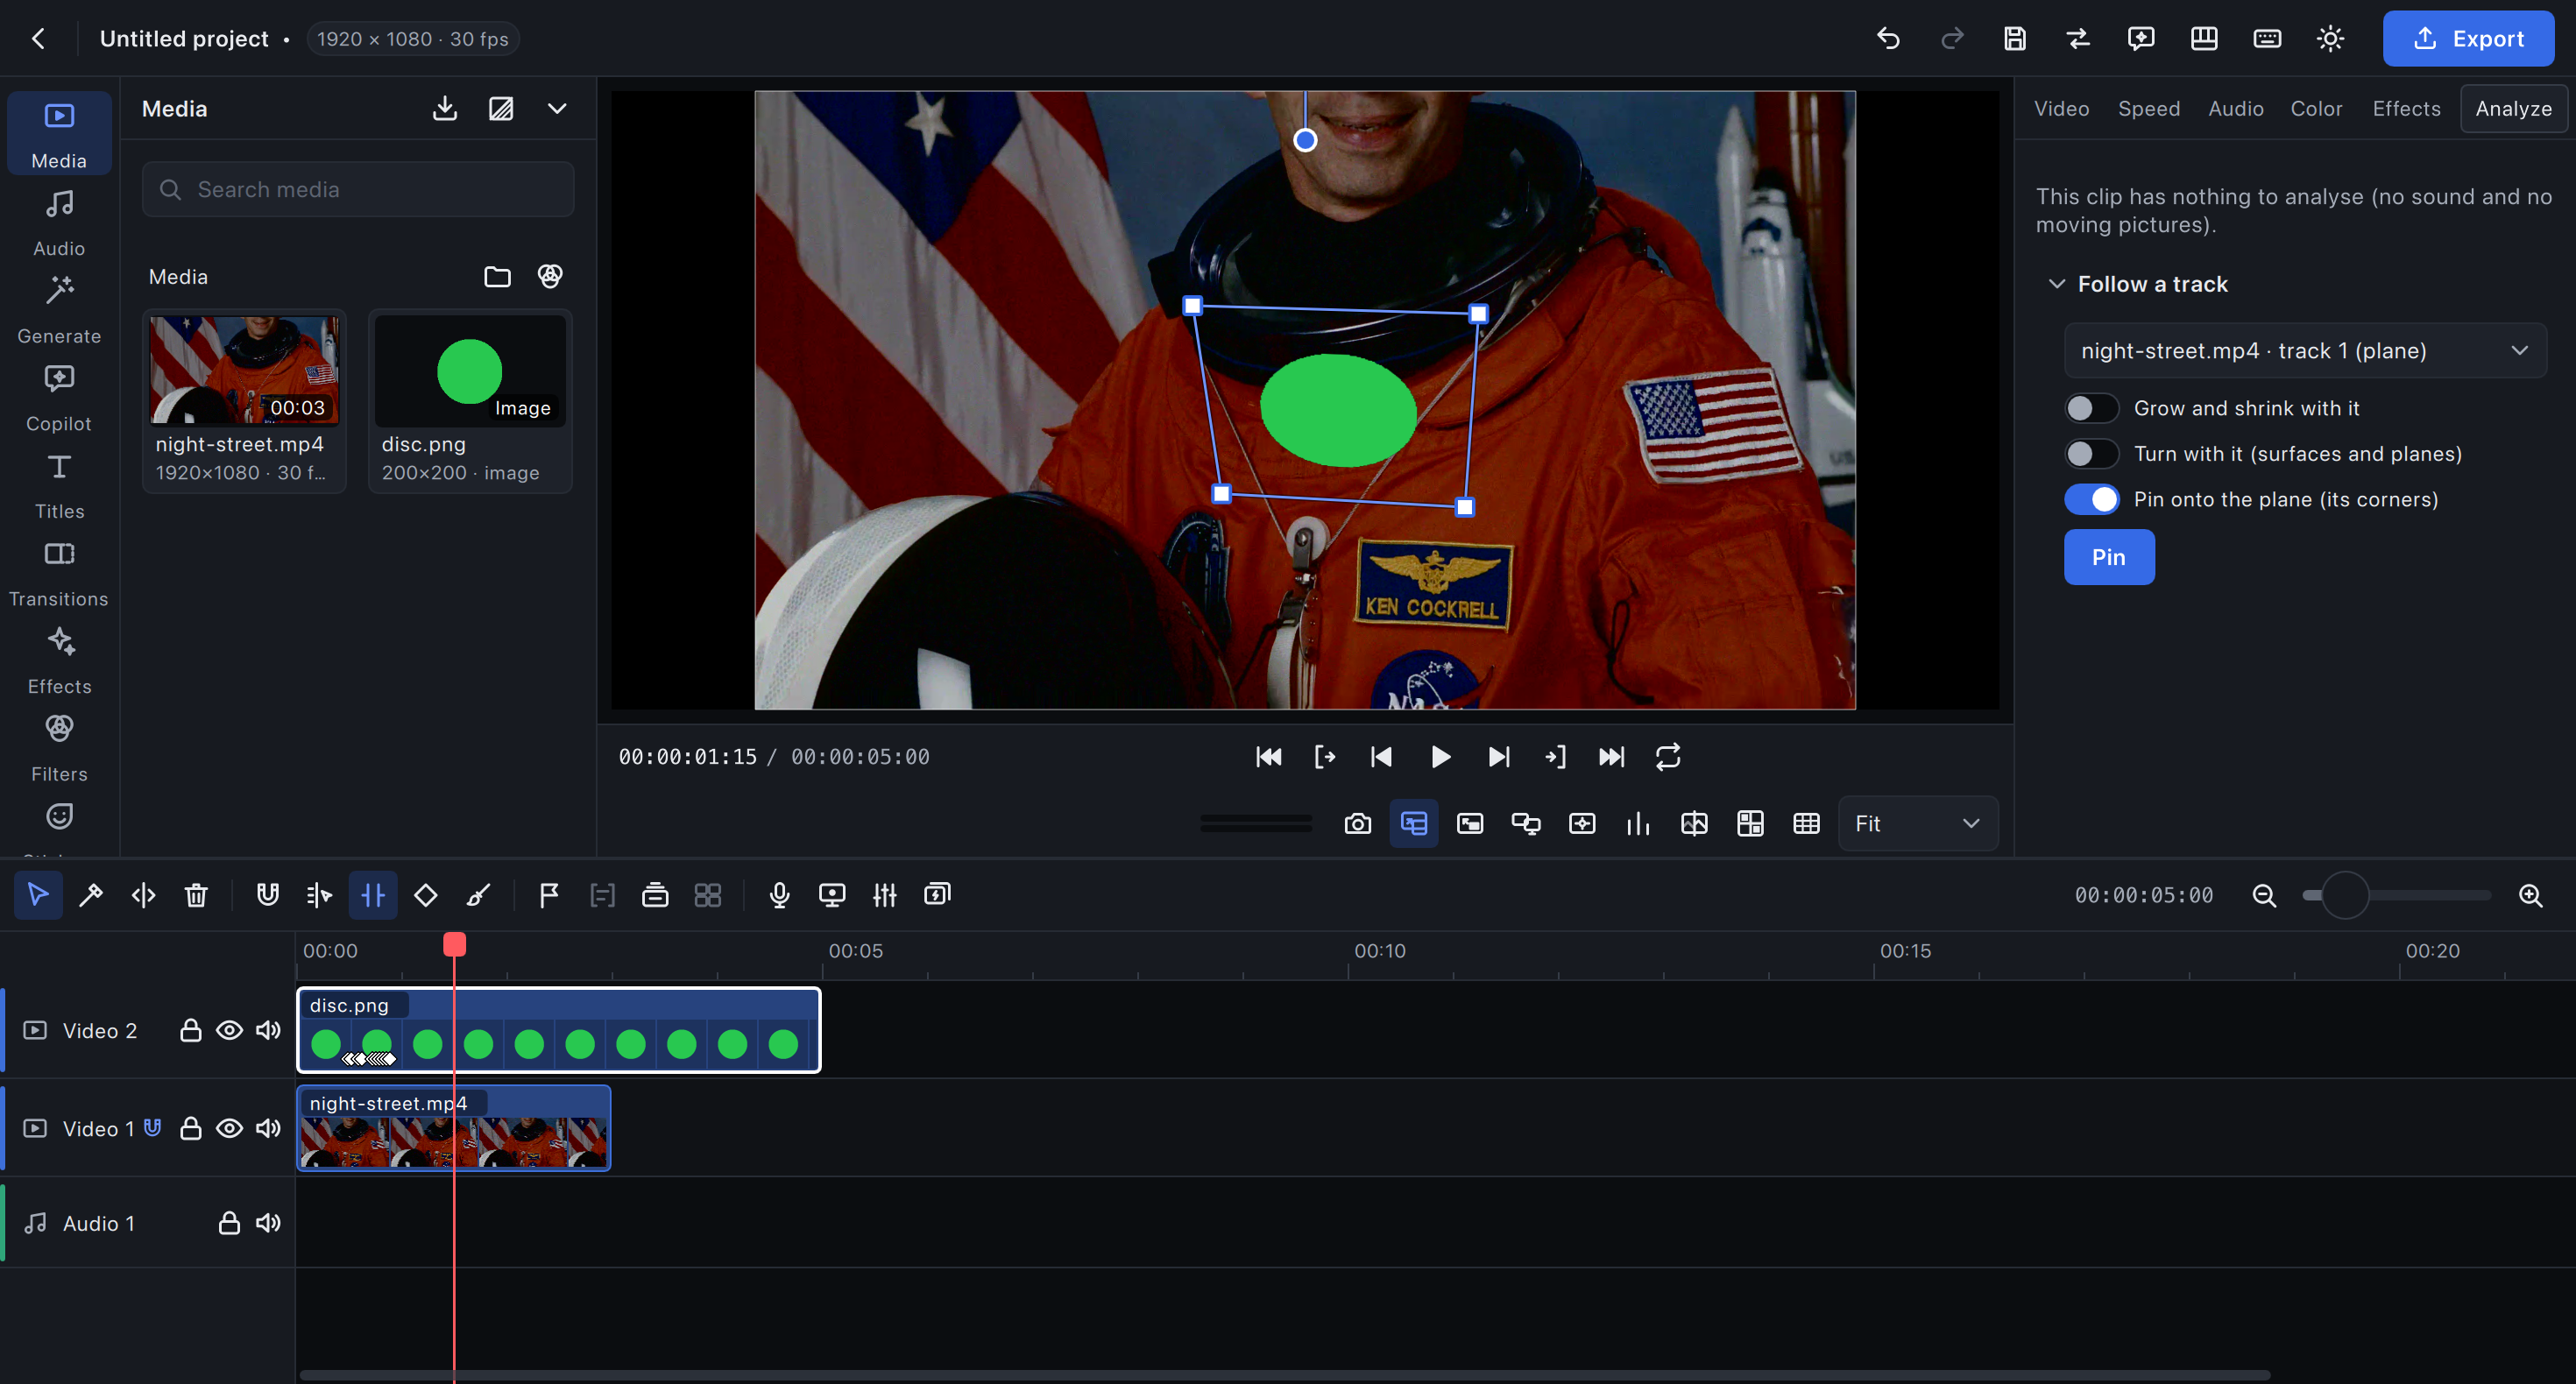 Untitled project •
1920 × 1080 · 30 fps
Export
Media
Audio
Generate
Copilot
Titles
Transitions
Effects
Filters
Media
Search media
Media
00:03
night-street.mp4
1920×1080 · 30 f...
Image
disc.png
200×200 · image
KEN COCKRELL
00:00:01:15 / 00:00:05:00
Fit
Video
Speed
Audio
Color
Effects
Analyze
This clip has nothing to analyse (no sound and no
moving pictures).
Follow a track
night-street.mp4 · track 1 (plane)
Grow and shrink with it
Turn with it (surfaces and planes)
Pin onto the plane (its corners)
Pin
00:00:05:00
00:00
00:05
00:10
00:15
00:20
Video 2
disc.png
Video 1
night-street.mp4
Audio 1